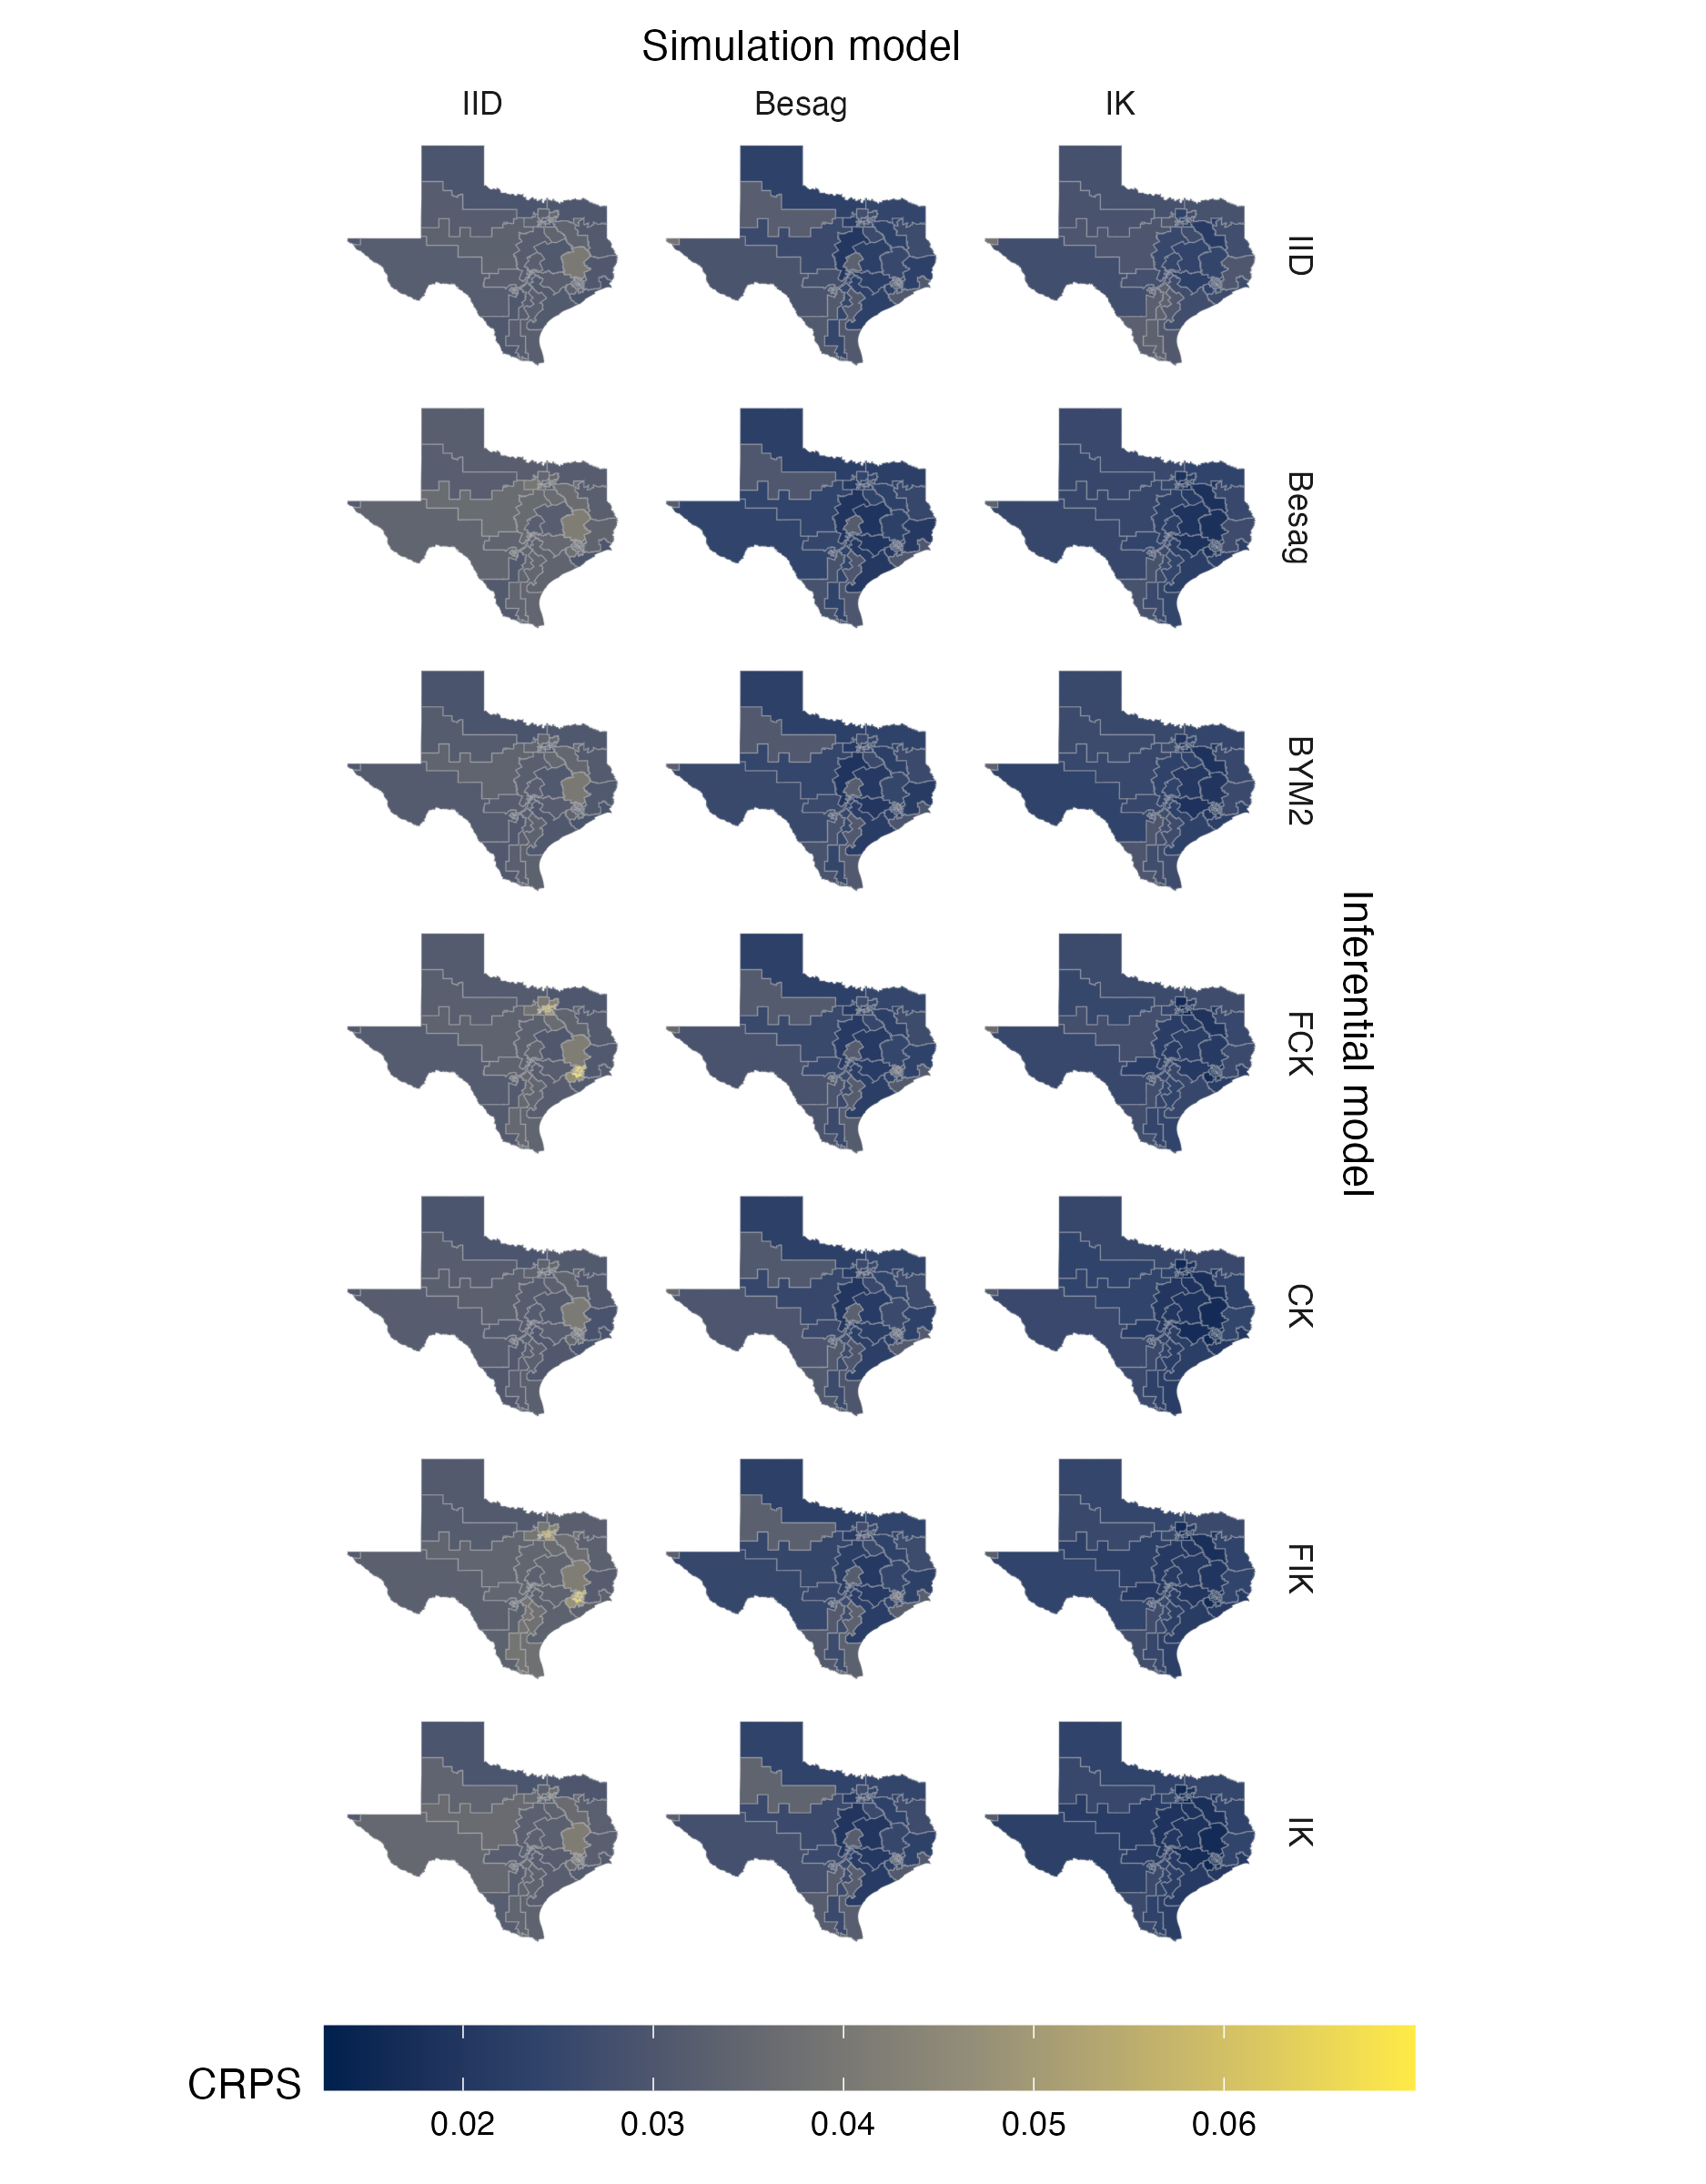 Simulation model
IID Besag IK
IID
Besag
BYM2
FCK
CK
FIK
IK
Inferential model
CRPS
0.02 0.03 0.04 0.05 0.06